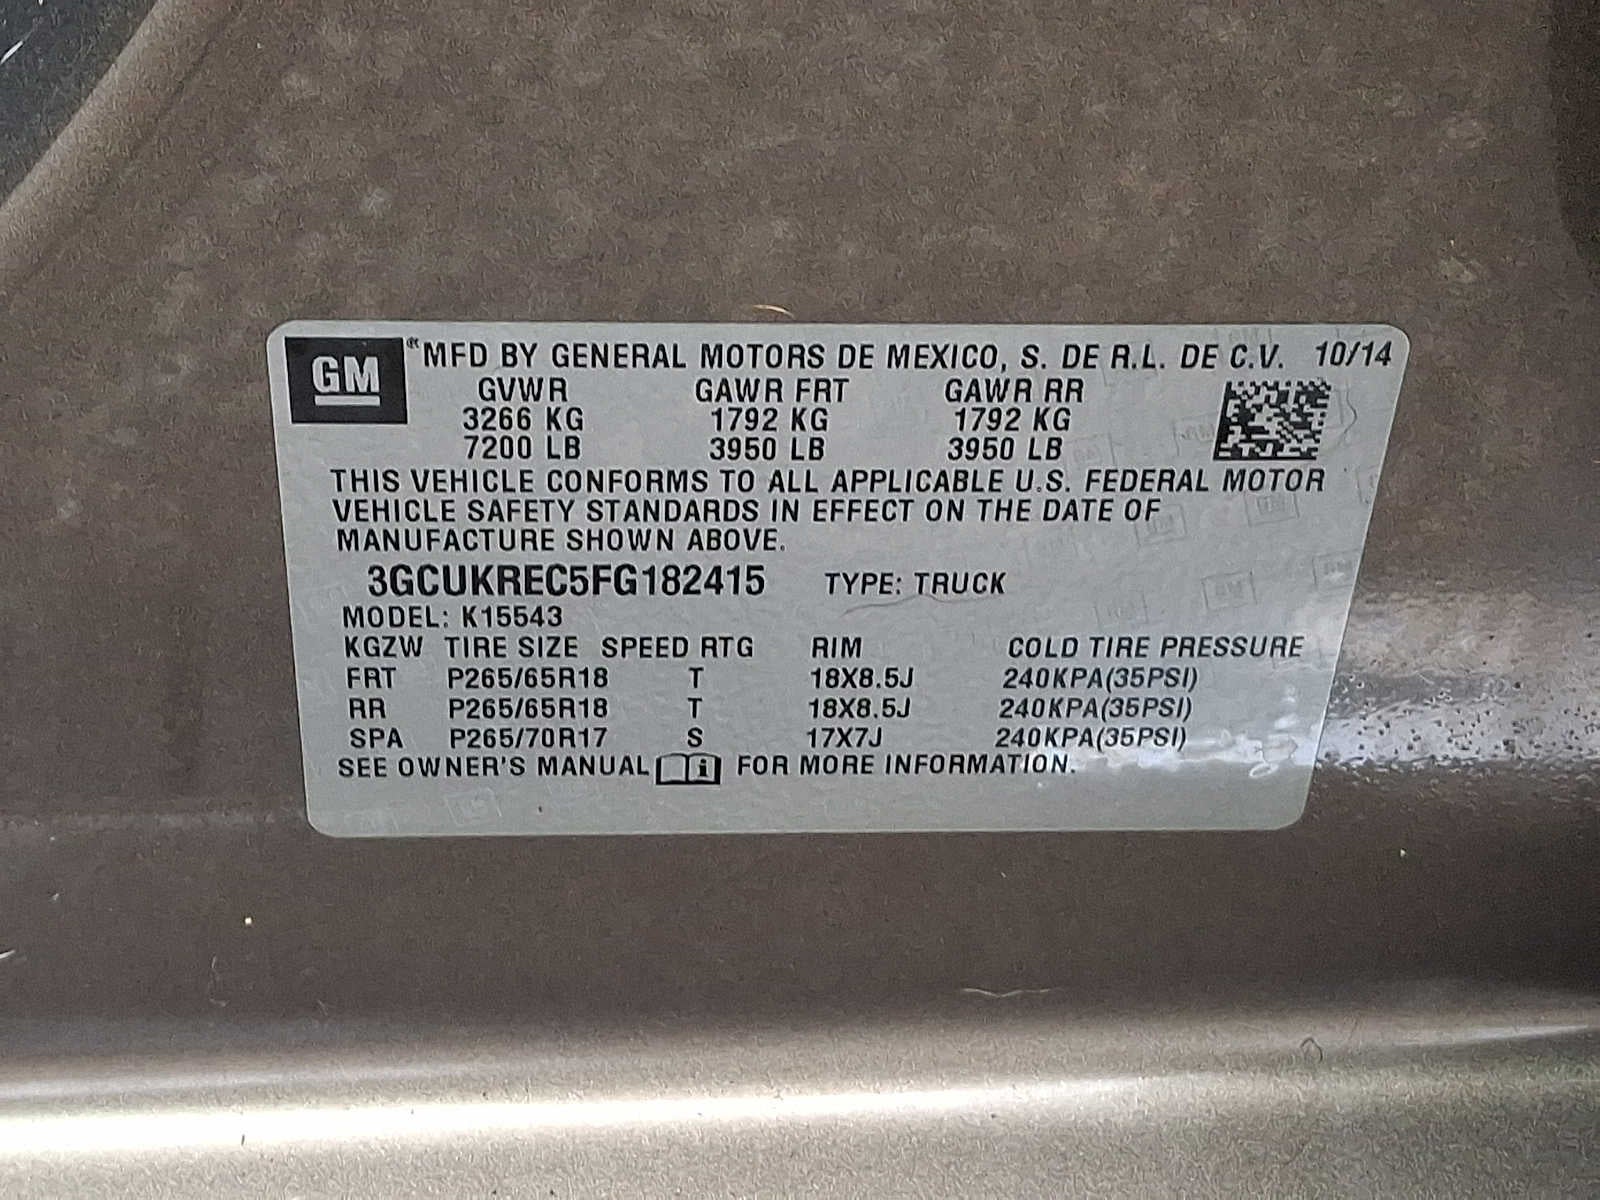 GM ® MFD BY GENERAL MOTORS DE MEXICO, S. DE R.L. DE C.V. 10/14
GVWR GAWR FRT GAWR RR
3266 KG 1792 KG 1792 KG
7200 LB 3950 LB 3950 LB
THIS VEHICLE CONFORMS TO ALL APPLICABLE U.S. FEDERAL MOTOR
VEHICLE SAFETY STANDARDS IN EFFECT ON THE DATE OF
MANUFACTURE SHOWN ABOVE.
3GCUKREC5FG182415 TYPE: TRUCK
MODEL: K15543
KGZW TIRE SIZE SPEED RTG RIM COLD TIRE PRESSURE
FRT P265/65R18 T 18X8.5J 240KPA(35PSI)
RR P265/65R18 T 18X8.5J 240KPA(35PSI)
SPA P265/70R17 S 17X7J 240KPA(35PSI)
SEE OWNER'S MANUAL i FOR MORE INFORMATION.